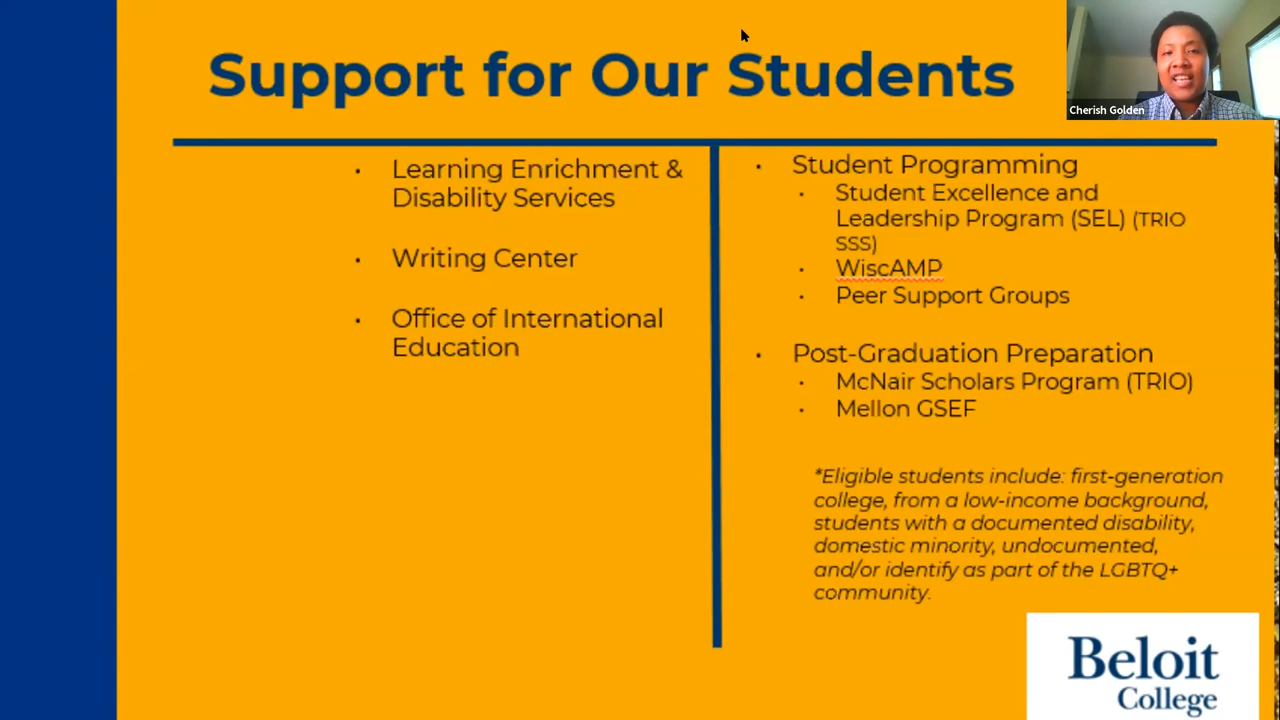 Support for Our Students
Cherish Golden
• Learning Enrichment &
Disability Services
• Writing Center
• Office of International
Education
• Student Programming
• Student Excellence and
Leadership Program (SEL) (TRIO
SSS)
• WiscAMP
• Peer Support Groups
• Post-Graduation Preparation
• McNair Scholars Program (TRIO)
• Mellon GSEF
*Eligible students include: first-generation
college, from a low-income background,
students with a documented disability,
domestic minority, undocumented,
and/or identify as part of the LGBTQ+
community.
Beloit
College